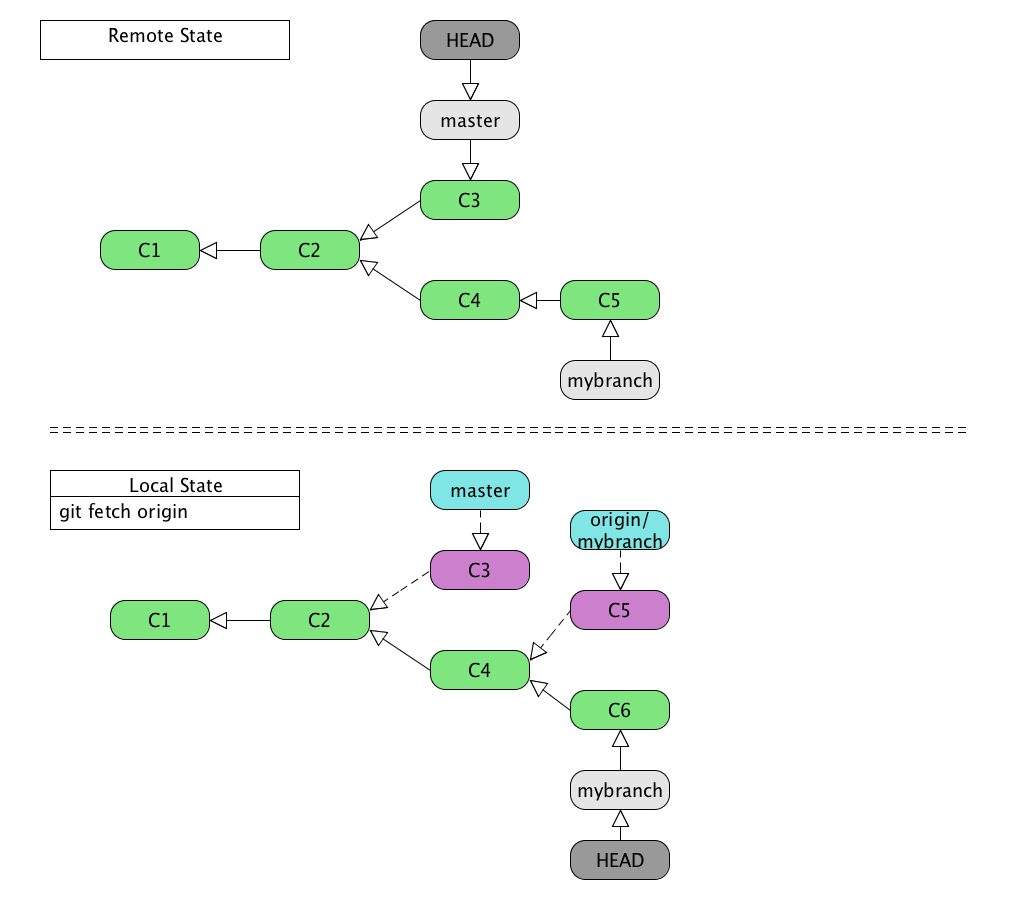 Remote State
HEAD
master
C3
C1
C2
C4
C5
mybranch
Local State
git fetch origin
master
origin/
mybranch
C3
C5
C1
C2
C4
C6
mybranch
HEAD